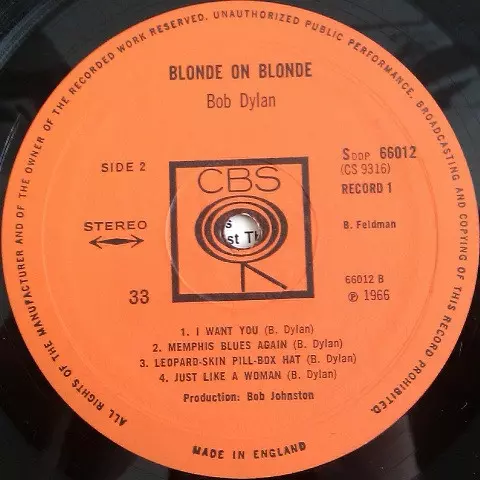 ALL RIGHTS OF THE MANUFACTURER AND OF THE OWNER OF THE RECORDED WORK RESERVED. UNAUTHORIZED PUBLIC PERFORMANCE, BROADCASTING AND COPYING OF THIS RECORD PROHIBITED.
BLONDE ON BLONDE
Bob Dylan
SIDE 2
SDDP 66012
(CS 9316)
RECORD 1
CBS
STEREO
B. Feldman
33
66012 B
℗ 1966
1. I WANT YOU (B. Dylan)
2. MEMPHIS BLUES AGAIN (B. Dylan)
3. LEOPARD-SKIN PILL-BOX HAT (B. Dylan)
4. JUST LIKE A WOMAN (B. Dylan)
Production: Bob Johnston
MADE IN ENGLAND